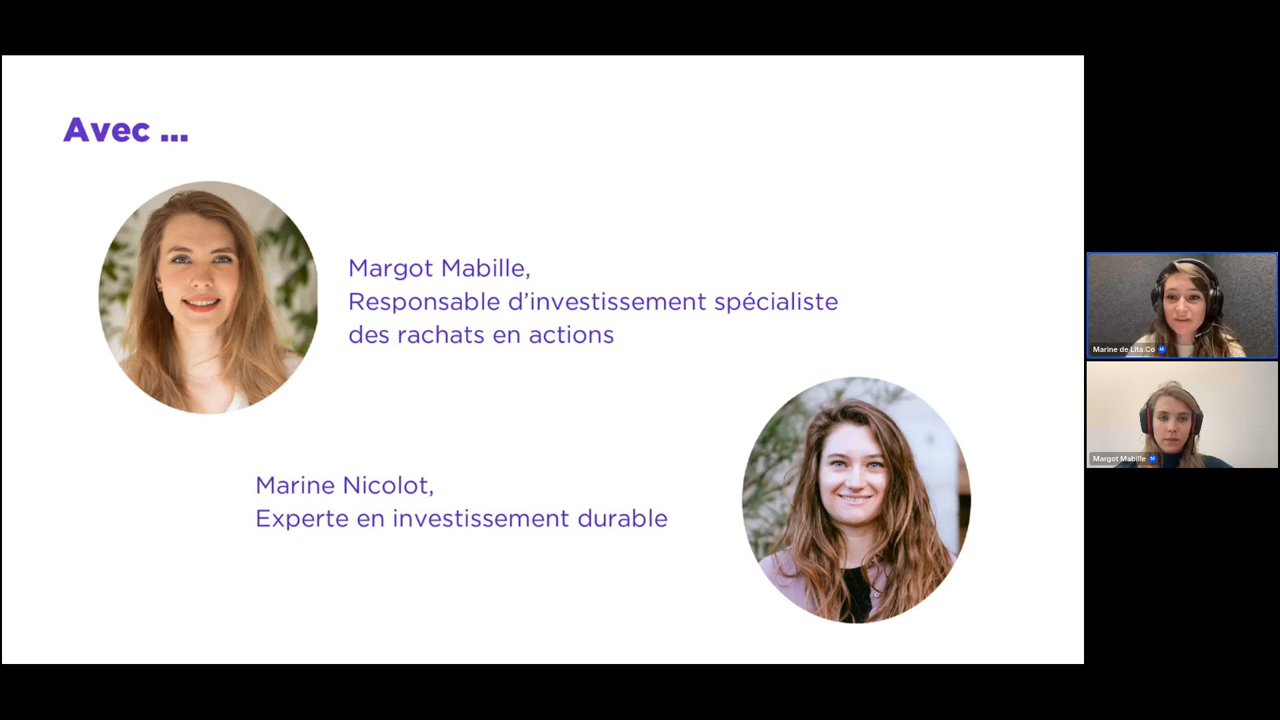 Avec ...
Margot Mabille,
Responsable d’investissement spécialiste
des rachats en actions
Marine Nicolot,
Experte en investissement durable
Marine de Lita.Co M
Margot Mabille M